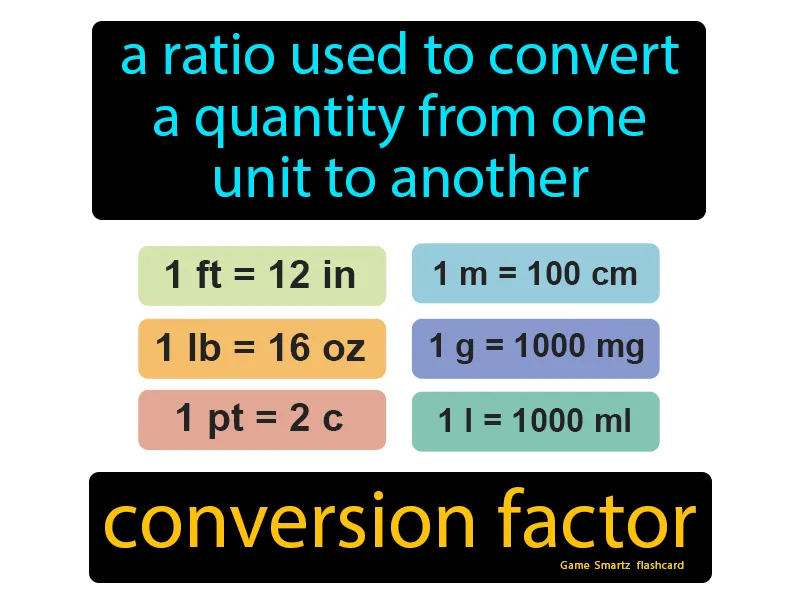 a ratio used to convert
a quantity from one
unit to another
1 ft = 12 in
1 m = 100 cm
1 lb = 16 oz
1 g = 1000 mg
1 pt = 2 c
1 l = 1000 ml
conversion factor
Game Smartz flashcard